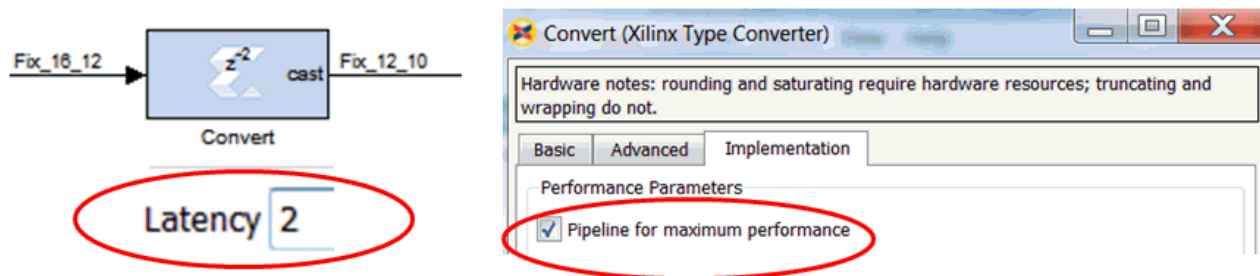 Fix_16_12
z-2
cast
Fix_12_10
Convert
Latency 2
Convert (Xilinx Type Converter)
Hardware notes: rounding and saturating require hardware resources; truncating and
wrapping do not.
Basic Advanced Implementation
Performance Parameters
Pipeline for maximum performance